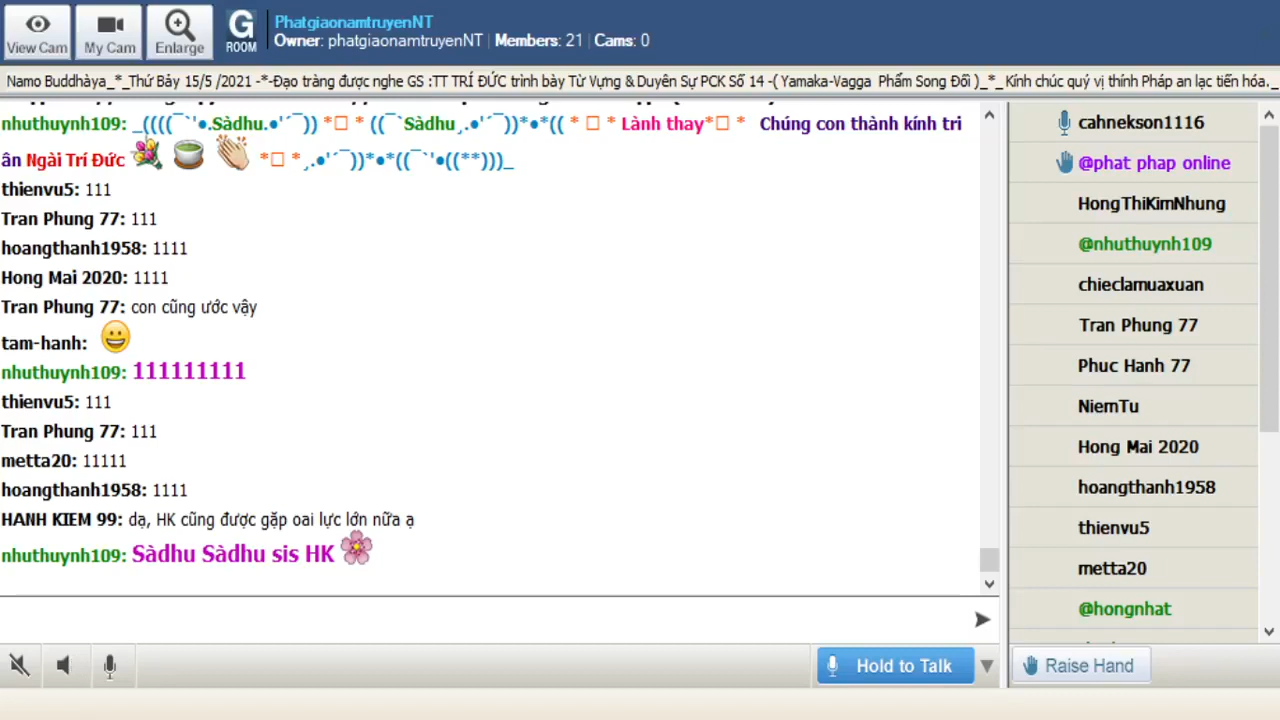 View Cam
My Cam
Enlarge
G
ROOM
PhatgiaonamtruyenNT
Owner: phatgiaonamtruyenNT | Members: 21 | Cams: 0
Namo Buddhàya_*_Thứ Bảy 15/5 /2021 -*-Đạo tràng được nghe GS :TT TRÍ ĐỨC trình bày Từ Vựng & Duyên Sự PCK Số 14 -( Yamaka-Vagga Phẩm Song Đối )_*_ Kính chúc quý vị thính Pháp an lạc tiến hóa._
nhuthuynh109: _((((¯`'●.Sàdhu.●'´¯)) *□ * ((¯`Sàdhu¸.●'´¯))*●*(( * □ * Lành thay*□ * Chúng con thành kính tri
ân Ngài Trí Đức *□ *¸.●'´¯))*●*((¯`'●((**)))_
thienvu5: 111
Tran Phung 77: 111
hoangthanh1958: 1111
Hong Mai 2020: 1111
Tran Phung 77: con cũng ước vậy
tam-hanh:
nhuthuynh109: 111111111
thienvu5: 111
Tran Phung 77: 111
metta20: 11111
hoangthanh1958: 1111
HANH KIEM 99: dạ, HK cũng được gặp oai lực lớn nữa ạ
nhuthuynh109: Sàdhu Sàdhu sis HK
Hold to Talk
cahnekson1116
@phat phap online
HongThiKimNhung
@nhuthuynh109
chieclamuaxuan
Tran Phung 77
Phuc Hanh 77
NiemTu
Hong Mai 2020
hoangthanh1958
thienvu5
metta20
@hongnhat
Raise Hand